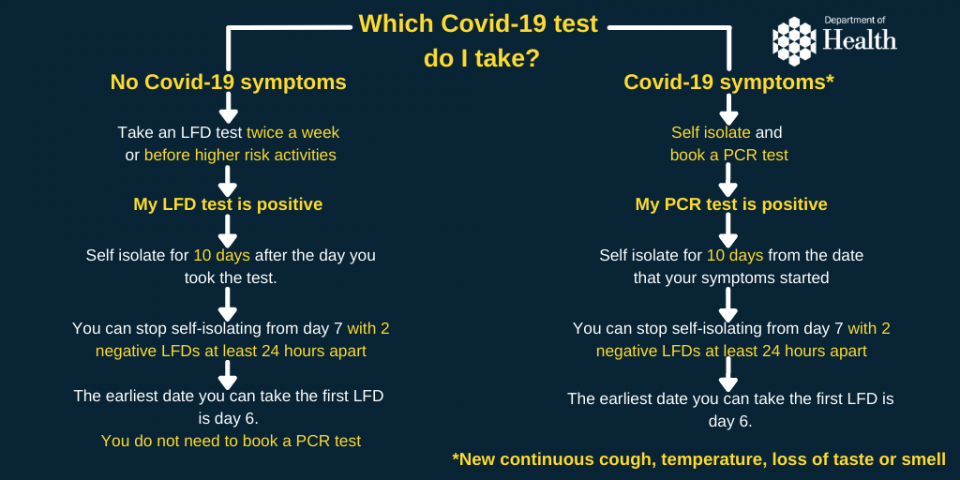 Which Covid-19 test
do I take?
Department of
Health
No Covid-19 symptoms
Take an LFD test twice a week
or before higher risk activities
My LFD test is positive
Self isolate for 10 days after the day you
took the test.
You can stop self-isolating from day 7 with 2
negative LFDs at least 24 hours apart
The earliest date you can take the first LFD
is day 6.
You do not need to book a PCR test
Covid-19 symptoms*
Self isolate and
book a PCR test
My PCR test is positive
Self isolate for 10 days from the date
that your symptoms started
You can stop self-isolating from day 7 with 2
negative LFDs at least 24 hours apart
The earliest date you can take the first LFD is
day 6.
*New continuous cough, temperature, loss of taste or smell